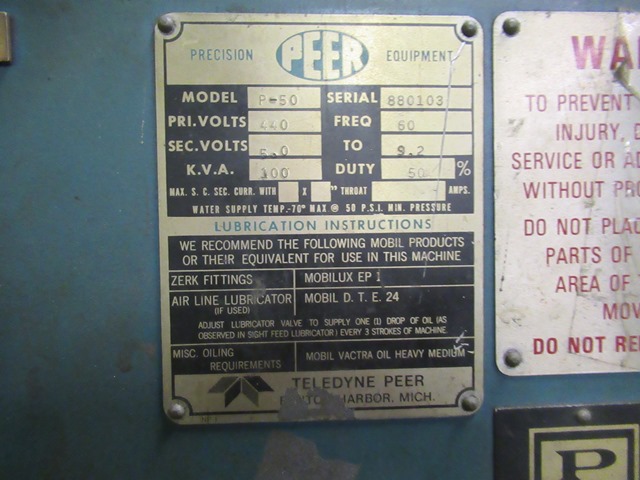 PRECISION PEER EQUIPMENT
MODEL P-50 SERIAL 880103
PRI.VOLTS 440 FREQ 60
SEC.VOLTS 5.0 TO 9.2
K.V.A. 100 DUTY 50 %
MAX. S. C. SEC. CURR. WITH X " THROAT AMPS.
WATER SUPPLY TEMP.-70° MAX @ 50 P.S.I. MIN. PRESSURE
LUBRICATION INSTRUCTIONS
WE RECOMMEND THE FOLLOWING MOBIL PRODUCTS
OR THEIR EQUIVALENT FOR USE IN THIS MACHINE
ZERK FITTINGS MOBILUX EP 1
AIR LINE LUBRICATOR MOBIL D. T. E. 24
(IF USED)
ADJUST LUBRICATOR VALVE TO SUPPLY ONE (1) DROP OF OIL (AS
OBSERVED IN SIGHT FEED LUBRICATOR) EVERY 3 STROKES OF MACHINE
MISC. OILING MOBIL VACTRA OIL HEAVY MEDIUM
REQUIREMENTS
TELEDYNE PEER
HARBOR, MICH.
WA
TO PREVENT
INJURY,
SERVICE OR
WITHOUT
DO NOT
PARTS OF
AREA OF
DO NOT
P